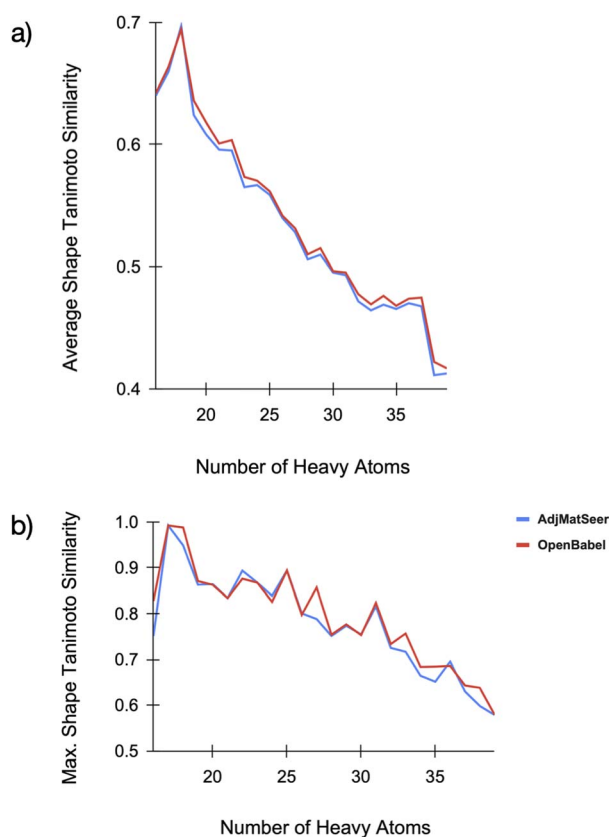 a)
0.7
0.6
0.5
0.4
Average Shape Tanimoto Similarity
20 25 30 35
Number of Heavy Atoms
b)
1.0
0.9
0.8
0.7
0.6
0.5
Max. Shape Tanimoto Similarity
20 25 30 35
Number of Heavy Atoms
AdjMatSeer
OpenBabel